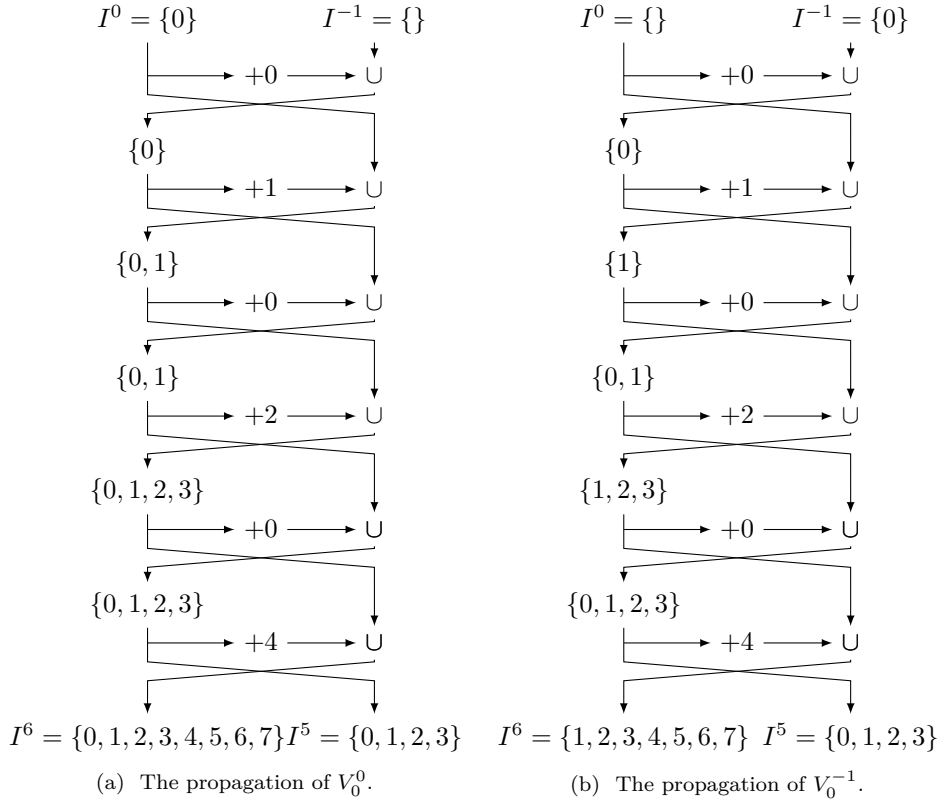 I^0 = {0} I^{-1} = {} I^0 = {} I^{-1} = {0}
+0 ∪ +0 ∪
{0} {0}
+1 ∪ +1 ∪
{0, 1} {1}
+0 ∪ +0 ∪
{0, 1} {0, 1}
+2 ∪ +2 ∪
{0, 1, 2, 3} {1, 2, 3}
+0 ∪ +0 ∪
{0, 1, 2, 3} {0, 1, 2, 3}
+4 ∪ +4 ∪
I^6 = {0, 1, 2, 3, 4, 5, 6, 7} I^5 = {0, 1, 2, 3} I^6 = {1, 2, 3, 4, 5, 6, 7} I^5 = {0, 1, 2, 3}
(a) The propagation of V_0^0. (b) The propagation of V_0^{-1}.